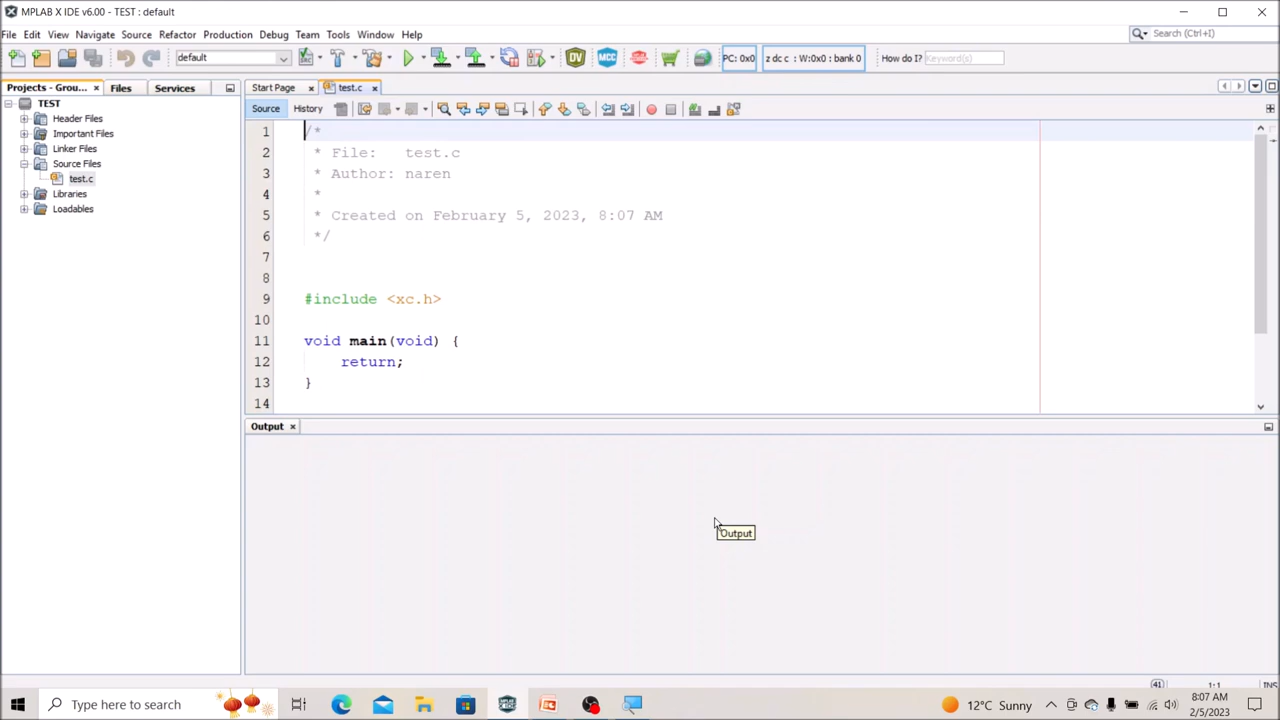 MPLAB X IDE v6.00 - TEST : default
File Edit View Navigate Source Refactor Production Debug Team Tools Window Help
Search (Ctrl+I)
default
DV
MCC
PC: 0x0
z dc c : W:0x0 : bank 0
How do I?
Keyword(s)
Projects - Grou...
Files
Services
Start Page
test.c
TEST
Header Files
Important Files
Linker Files
Source Files
test.c
Libraries
Loadables
Source
History
1 /*
2 * File: test.c
3 * Author: naren
4 *
5 * Created on February 5, 2023, 8:07 AM
6 */
7
8
9 #include <xc.h>
10
11 void main(void) {
12 return;
13 }
14
Output
Output
41
1:1
INS
Type here to search
12°C Sunny
8:07 AM
2/5/2023